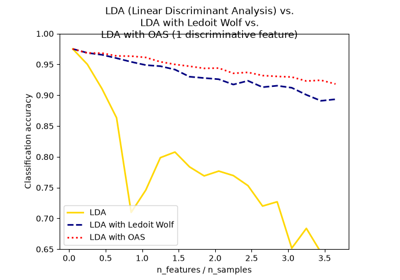 LDA (Linear Discriminant Analysis) vs.
LDA with Ledoit Wolf vs.
LDA with OAS (1 discriminative feature)
Classification accuracy
1.00
0.95
0.90
0.85
0.80
0.75
0.70
0.65
LDA
LDA with Ledoit Wolf
LDA with OAS
0.0 0.5 1.0 1.5 2.0 2.5 3.0 3.5
n_features / n_samples